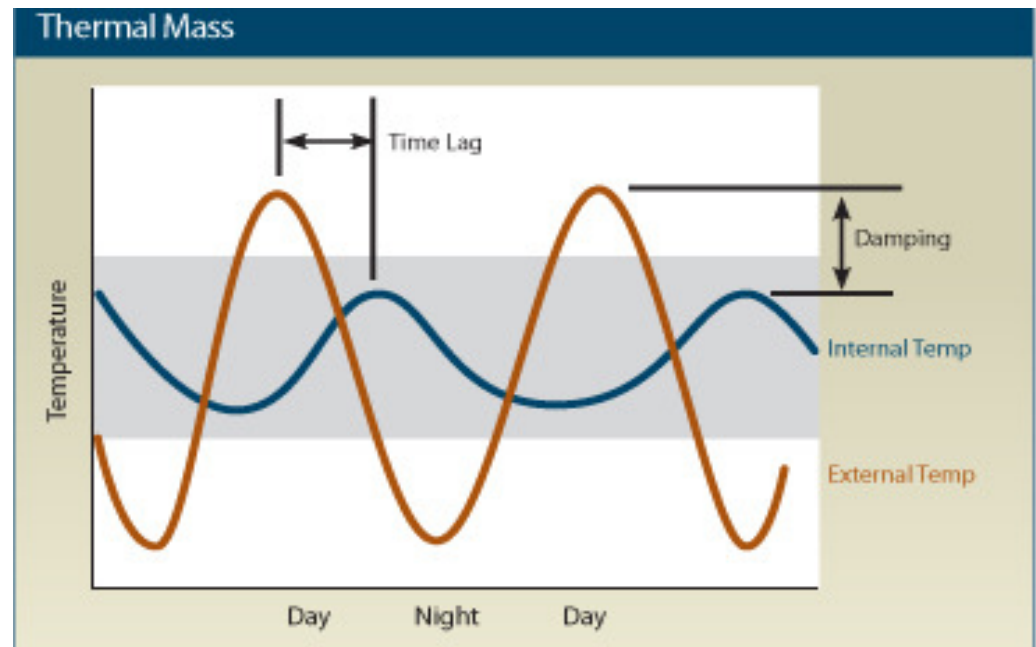 Thermal Mass
Time Lag
Damping
Temperature
Internal Temp
External Temp
Day Night Day